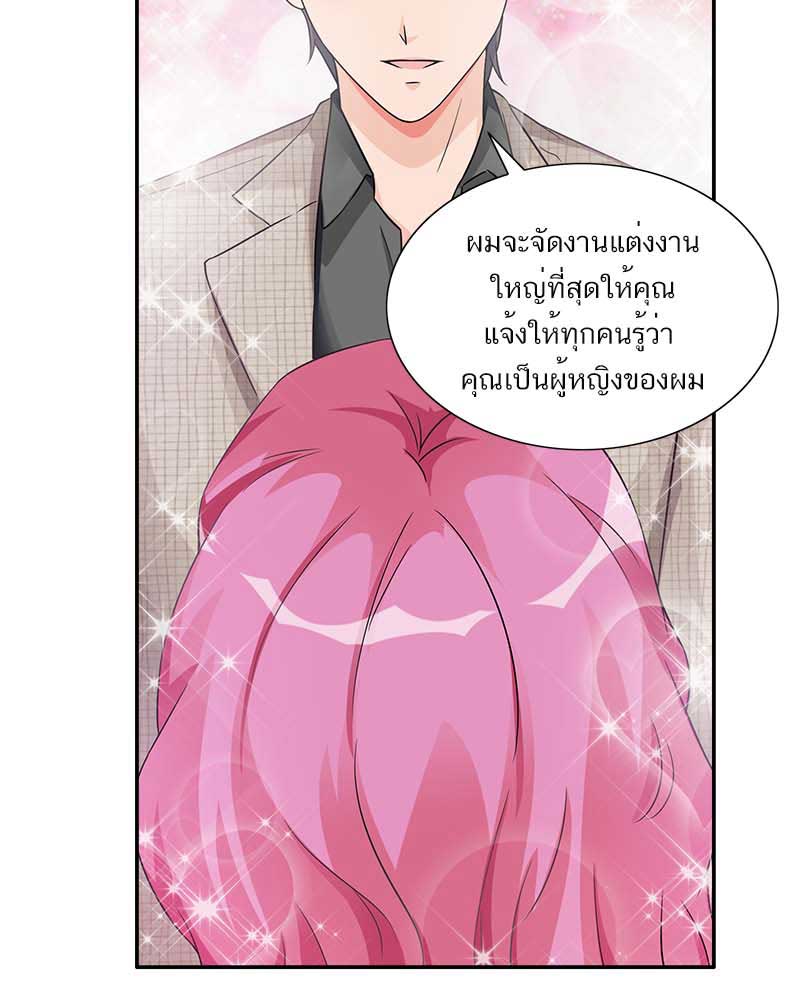 ผมจะจัดงานแต่งงาน
ใหญ่ที่สุดให้คุณ
แจ้งให้ทุกคนรู้ว่า
คุณเป็นผู้หญิงของผม